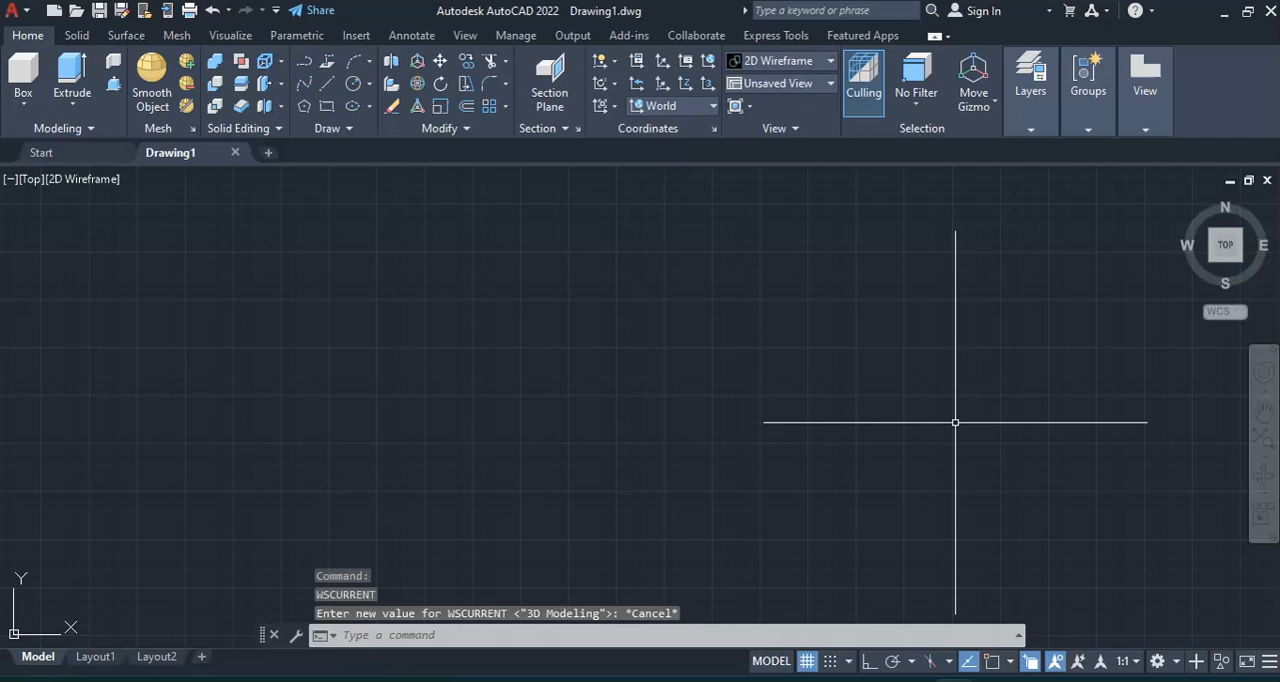 Share
Autodesk AutoCAD 2022 Drawing1.dwg
Type a keyword or phrase
Sign In
Home Solid Surface Mesh Visualize Parametric Insert Annotate View Manage Output Add-ins Collaborate Express Tools Featured Apps
Box
Extrude
Smooth
Object
Section
Plane
World
2D Wireframe
Unsaved View
Culling
No Filter
Move
Gizmo
Layers
Groups
View
Modeling
Mesh
Solid Editing
Draw
Modify
Section
Coordinates
View
Selection
Start
Drawing1
[−][Top][2D Wireframe]
N
W
TOP
E
S
WCS
Y
X
Command:
WSCURRENT
Enter new value for WSCURRENT <"3D Modeling">: *Cancel*
Type a command
Model Layout1 Layout2
MODEL
1:1